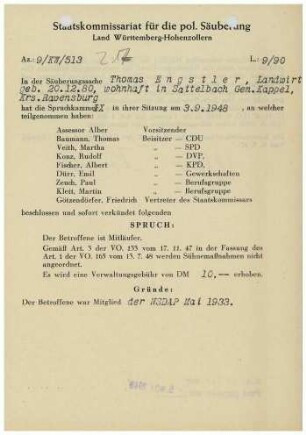 Staatskommissariat für die pol. Säuberung
Land Württemberg-Hohenzollern
Az.: 9/KW/513
L.: 9/90
In der Säuberungssache Thomas Engstler, Landwirt
geb. 20.12.80, wohnhaft in Sattelbach Gem.Kappel,
Krs.Ravensburg
hat die Spruchkammer IX in ihrer Sitzung am 3.9.1948, an welcher
teilgenommen haben:
Assessor Alber Vorsitzender
Baumann, Thomas Beisitzer — CDU
Veith, Martha „ — SPD
Konz, Rudolf „ — DVP,
Fischer, Albert „ — KPD,
Dürr, Emil „ — Gewerkschaften
Zeuch, Paul „ — Berufsgruppe
Klett, Martin „ — Berufsgruppe
Götzendörfer, Friedrich Vertreter des Staatskommissars
beschlossen und sofort verkündet folgenden
SPRUCH:
Der Betroffene ist Mitläufer.
Gemäß Art. 5 der VO. 133 vom 17. 11. 47 in der Fassung des
Art. 1 der VO. 165 vom 13. 7. 48 werden Sühnemaßnahmen nicht
angeordnet.
Es wird eine Verwaltungsgebühr von DM 10,-- erhoben.
Gründe:
Der Betroffene war Mitglied der NSDAP Mai 1933.